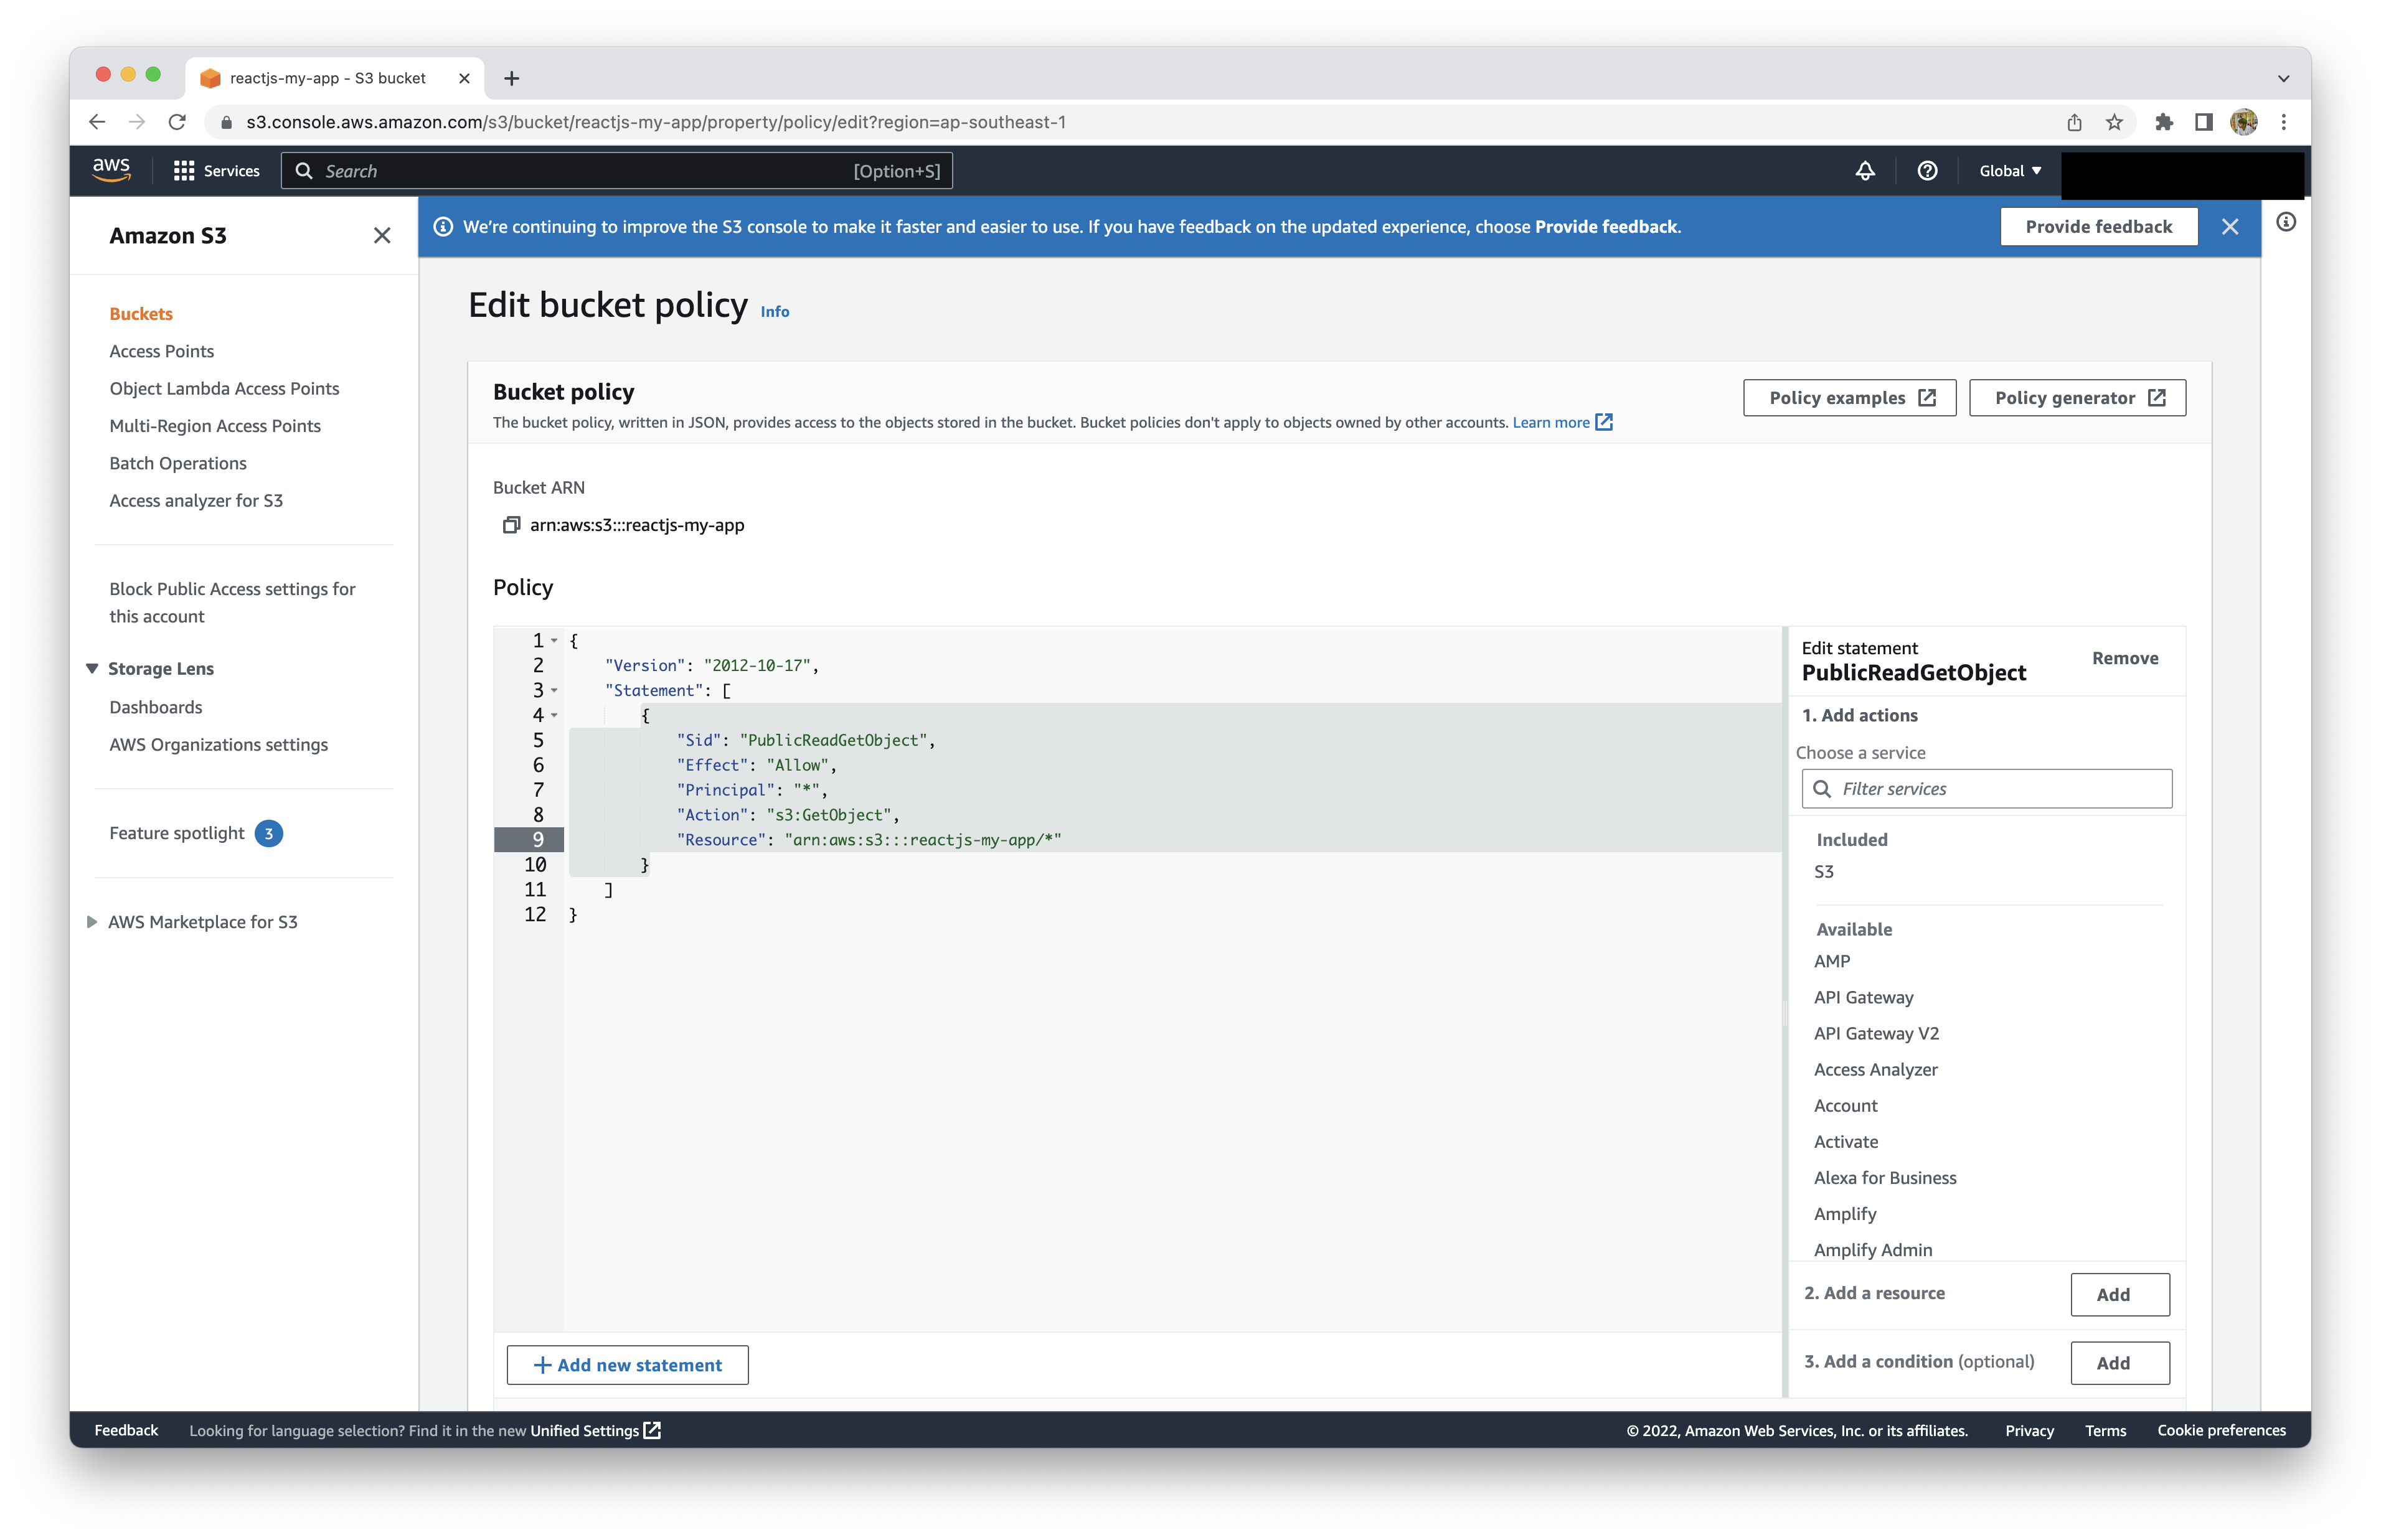 reactjs-my-app - S3 bucket
s3.console.aws.amazon.com/s3/bucket/reactjs-my-app/property/policy/edit?region=ap-southeast-1
aws
Services
Search
[Option+S]
Global
Amazon S3
We're continuing to improve the S3 console to make it faster and easier to use. If you have feedback on the updated experience, choose Provide feedback.
Provide feedback
Buckets
Access Points
Object Lambda Access Points
Multi-Region Access Points
Batch Operations
Access analyzer for S3
Block Public Access settings for
this account
Storage Lens
Dashboards
AWS Organizations settings
Feature spotlight 3
AWS Marketplace for S3
Edit bucket policy Info
Bucket policy
The bucket policy, written in JSON, provides access to the objects stored in the bucket. Bucket policies don't apply to objects owned by other accounts. Learn more
Policy examples
Policy generator
Bucket ARN
arn:aws:s3:::reactjs-my-app
Policy
1 {
2 "Version": "2012-10-17",
3 "Statement": [
4 {
5 "Sid": "PublicReadGetObject",
6 "Effect": "Allow",
7 "Principal": "*",
8 "Action": "s3:GetObject",
9 "Resource": "arn:aws:s3:::reactjs-my-app/*"
10 }
11 ]
12 }
+ Add new statement
Edit statement
PublicReadGetObject
Remove
1. Add actions
Choose a service
Filter services
Included
S3
Available
AMP
API Gateway
API Gateway V2
Access Analyzer
Account
Activate
Alexa for Business
Amplify
Amplify Admin
2. Add a resource
Add
3. Add a condition (optional)
Add
Feedback
Looking for language selection? Find it in the new Unified Settings
© 2022, Amazon Web Services, Inc. or its affiliates.
Privacy
Terms
Cookie preferences